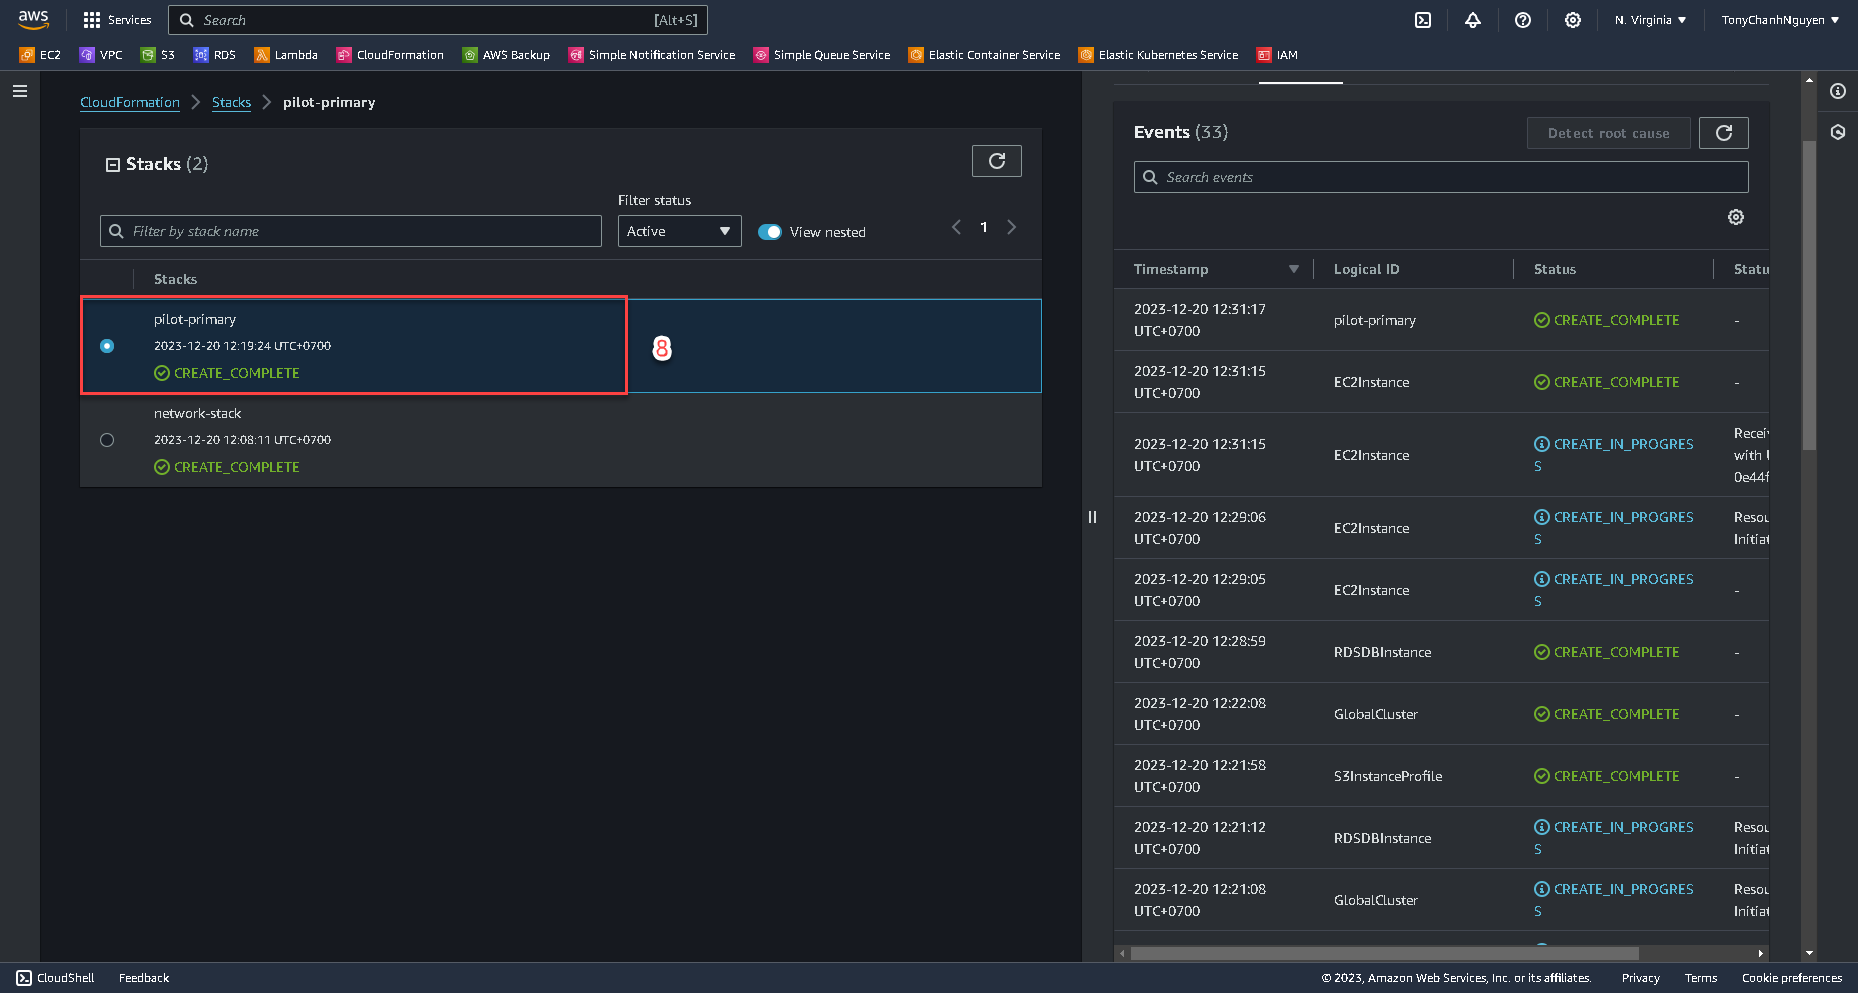 aws
Services
Search
[Alt+S]
N. Virginia
TonyChanhNguyen
EC2
VPC
S3
RDS
Lambda
CloudFormation
AWS Backup
Simple Notification Service
Simple Queue Service
Elastic Container Service
Elastic Kubernetes Service
IAM
CloudFormation
Stacks
pilot-primary
Stacks (2)
Filter status
Filter by stack name
Active
View nested
1
Stacks
pilot-primary
2023-12-20 12:19:24 UTC+0700
CREATE_COMPLETE
8
network-stack
2023-12-20 12:08:11 UTC+0700
CREATE_COMPLETE
Events (33)
Detect root cause
Search events
Timestamp
Logical ID
Status
Statu
2023-12-20 12:31:17
UTC+0700
pilot-primary
CREATE_COMPLETE
-
2023-12-20 12:31:15
UTC+0700
EC2Instance
CREATE_COMPLETE
-
2023-12-20 12:31:15
UTC+0700
EC2Instance
CREATE_IN_PROGRES
S
Recei
with U
0e44f
2023-12-20 12:29:06
UTC+0700
EC2Instance
CREATE_IN_PROGRES
S
Resou
Initiat
2023-12-20 12:29:05
UTC+0700
EC2Instance
CREATE_IN_PROGRES
S
-
2023-12-20 12:28:59
UTC+0700
RDSDBInstance
CREATE_COMPLETE
-
2023-12-20 12:22:08
UTC+0700
GlobalCluster
CREATE_COMPLETE
-
2023-12-20 12:21:58
UTC+0700
S3InstanceProfile
CREATE_COMPLETE
-
2023-12-20 12:21:12
UTC+0700
RDSDBInstance
CREATE_IN_PROGRES
S
Resou
Initiat
2023-12-20 12:21:08
UTC+0700
GlobalCluster
CREATE_IN_PROGRES
S
Resou
Initiat
CloudShell
Feedback
© 2023, Amazon Web Services, Inc. or its affiliates.
Privacy
Terms
Cookie preferences